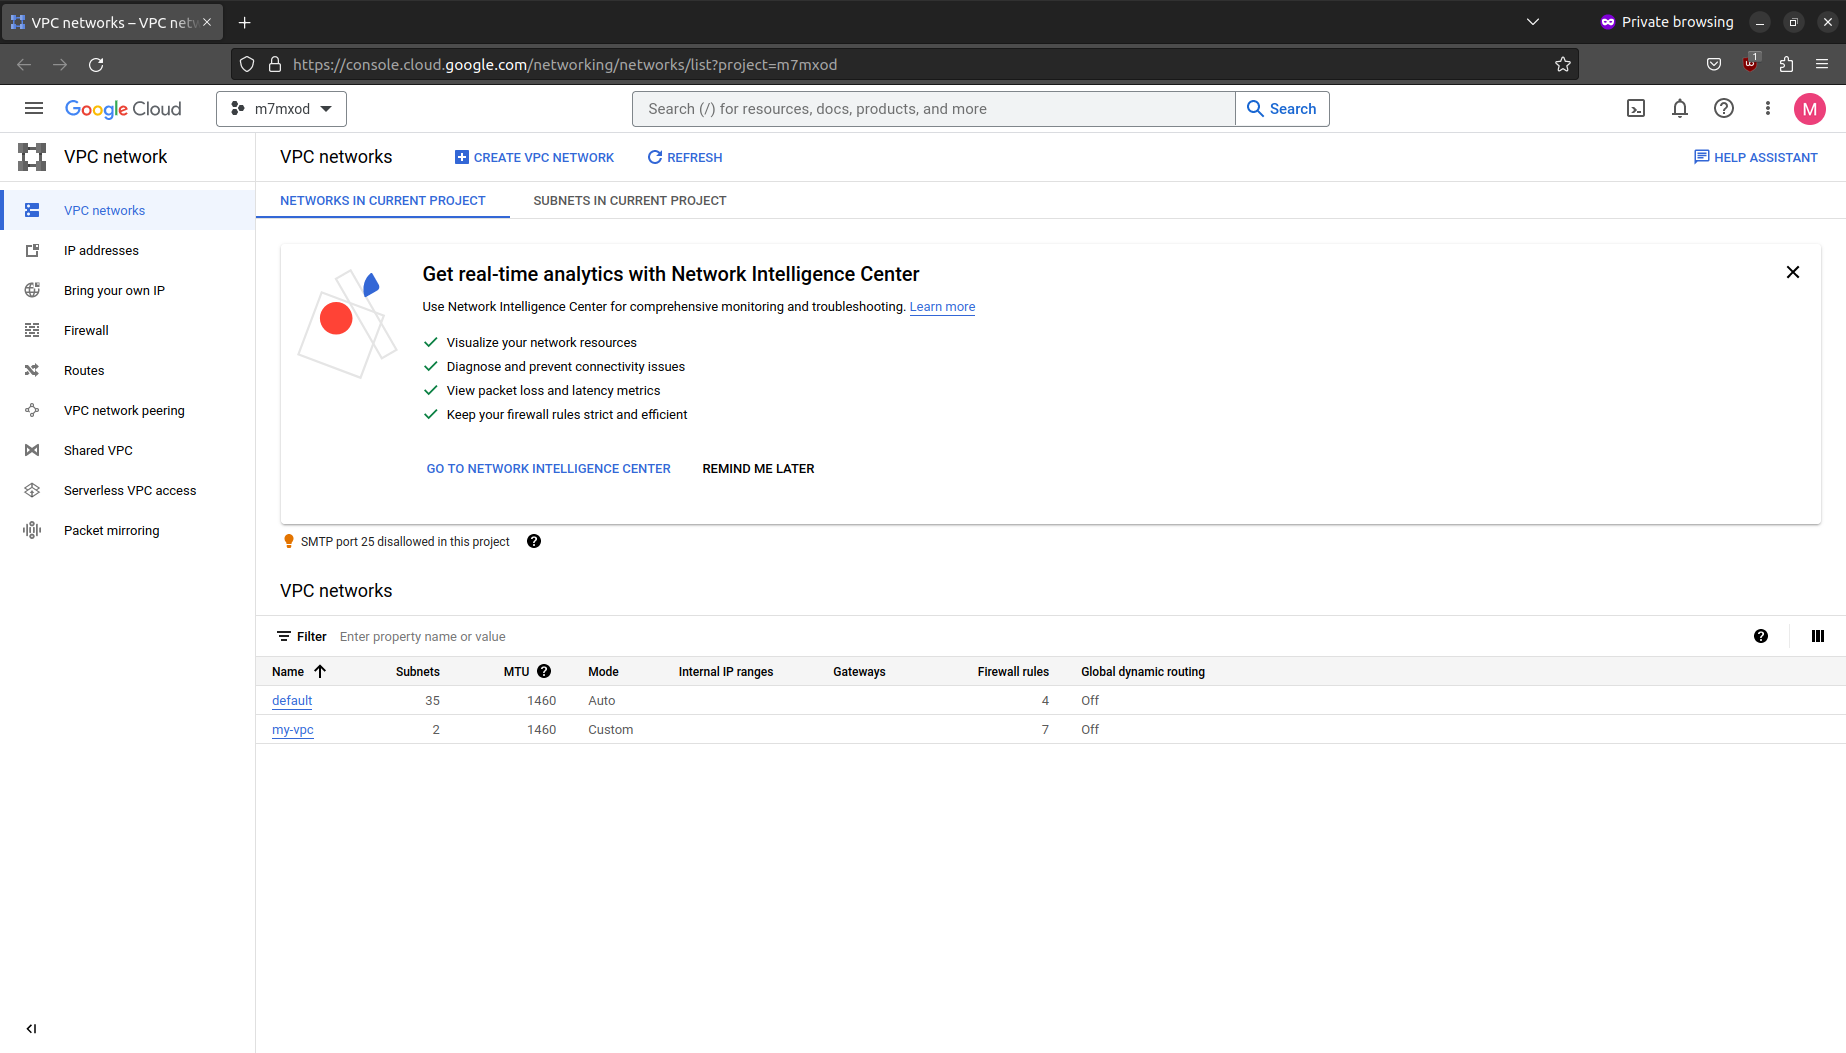 VPC networks – VPC netw
Private browsing
https://console.cloud.google.com/networking/networks/list?project=m7mxod
1
Google Cloud
m7mxod
Search (/) for resources, docs, products, and more
Search
M
VPC network
VPC networks
CREATE VPC NETWORK
REFRESH
HELP ASSISTANT
VPC networks
IP addresses
Bring your own IP
Firewall
Routes
VPC network peering
Shared VPC
Serverless VPC access
Packet mirroring
NETWORKS IN CURRENT PROJECT
SUBNETS IN CURRENT PROJECT
Get real-time analytics with Network Intelligence Center
Use Network Intelligence Center for comprehensive monitoring and troubleshooting. Learn more
Visualize your network resources
Diagnose and prevent connectivity issues
View packet loss and latency metrics
Keep your firewall rules strict and efficient
GO TO NETWORK INTELLIGENCE CENTER
REMIND ME LATER
SMTP port 25 disallowed in this project
VPC networks
Filter Enter property name or value
Name Subnets MTU Mode Internal IP ranges Gateways Firewall rules Global dynamic routing
default 35 1460 Auto 4 Off
my-vpc 2 1460 Custom 7 Off